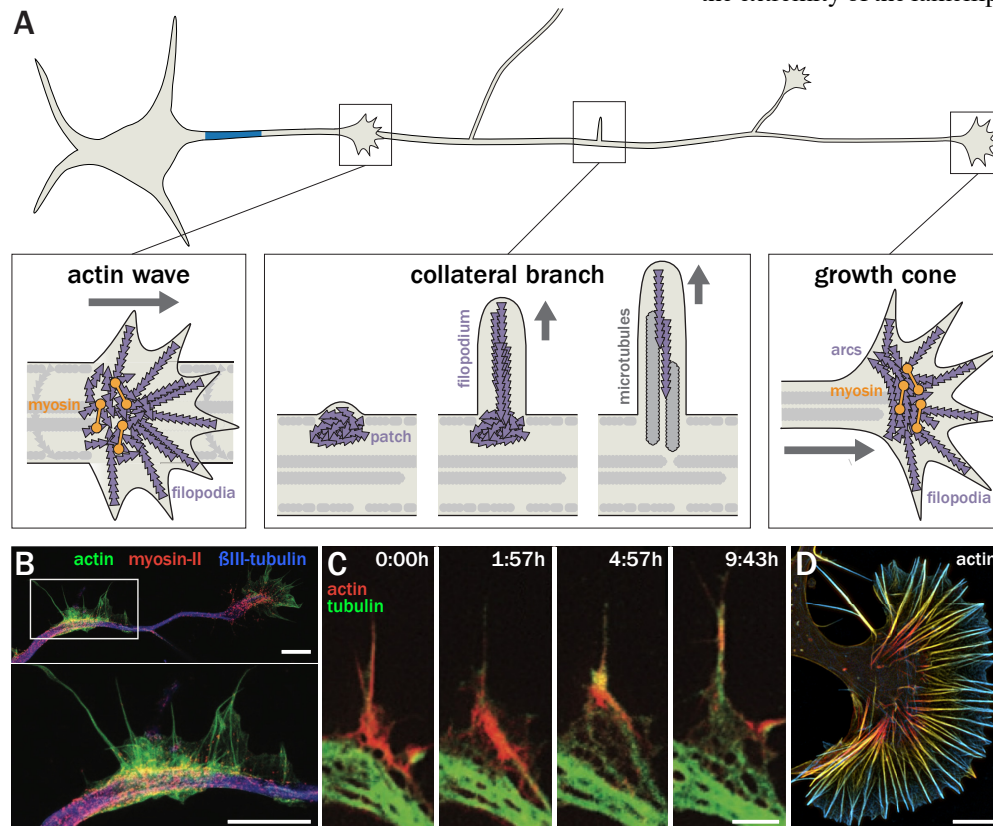 A
actin wave
myosin
filopodia
collateral branch
patch
filopodium
microtubules
growth cone
arcs
myosin
filopodia
B
actin myosin-II ßIII-tubulin
C
0:00h 1:57h 4:57h 9:43h
actin
tubulin
D
actin